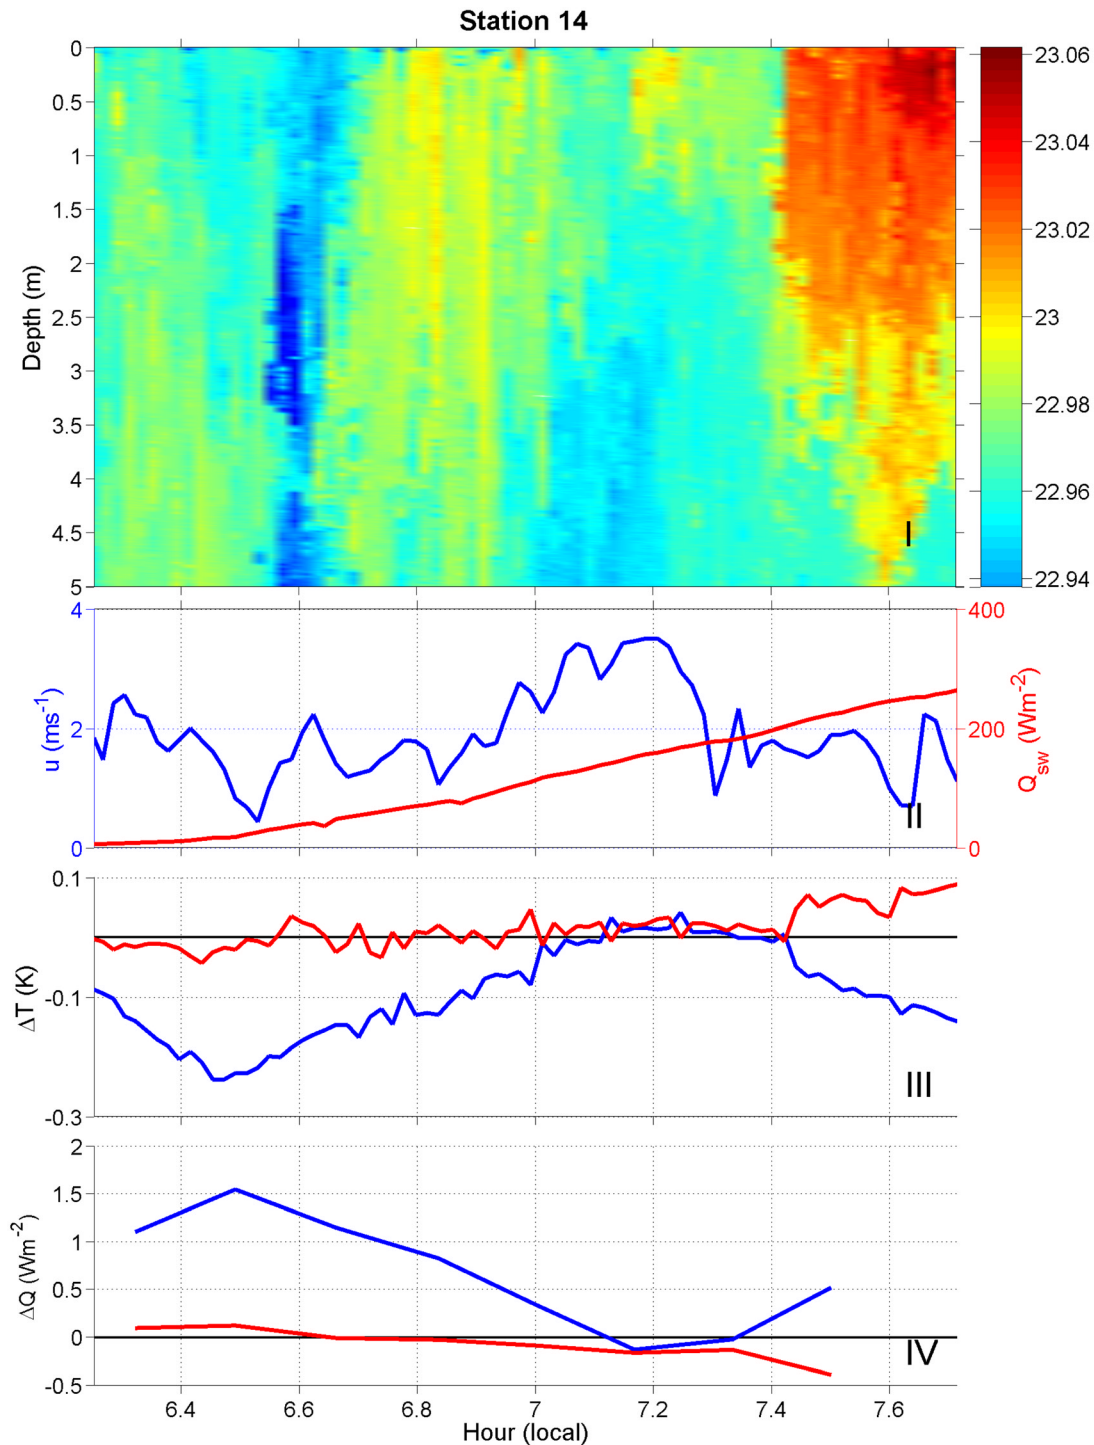 Station 14
0
0.5
1
1.5
2
2.5
3
3.5
4
4.5
5
Depth (m)
I
23.06
23.04
23.02
23
22.98
22.96
22.94
4
2
0
u (ms⁻¹)
II
400
200
0
Q_sw (Wm⁻²)
0.1
-0.1
-0.3
ΔT (K)
III
2
1.5
1
0.5
0
-0.5
ΔQ (Wm⁻²)
IV
6.4 6.6 6.8 7 7.2 7.4 7.6
Hour (local)